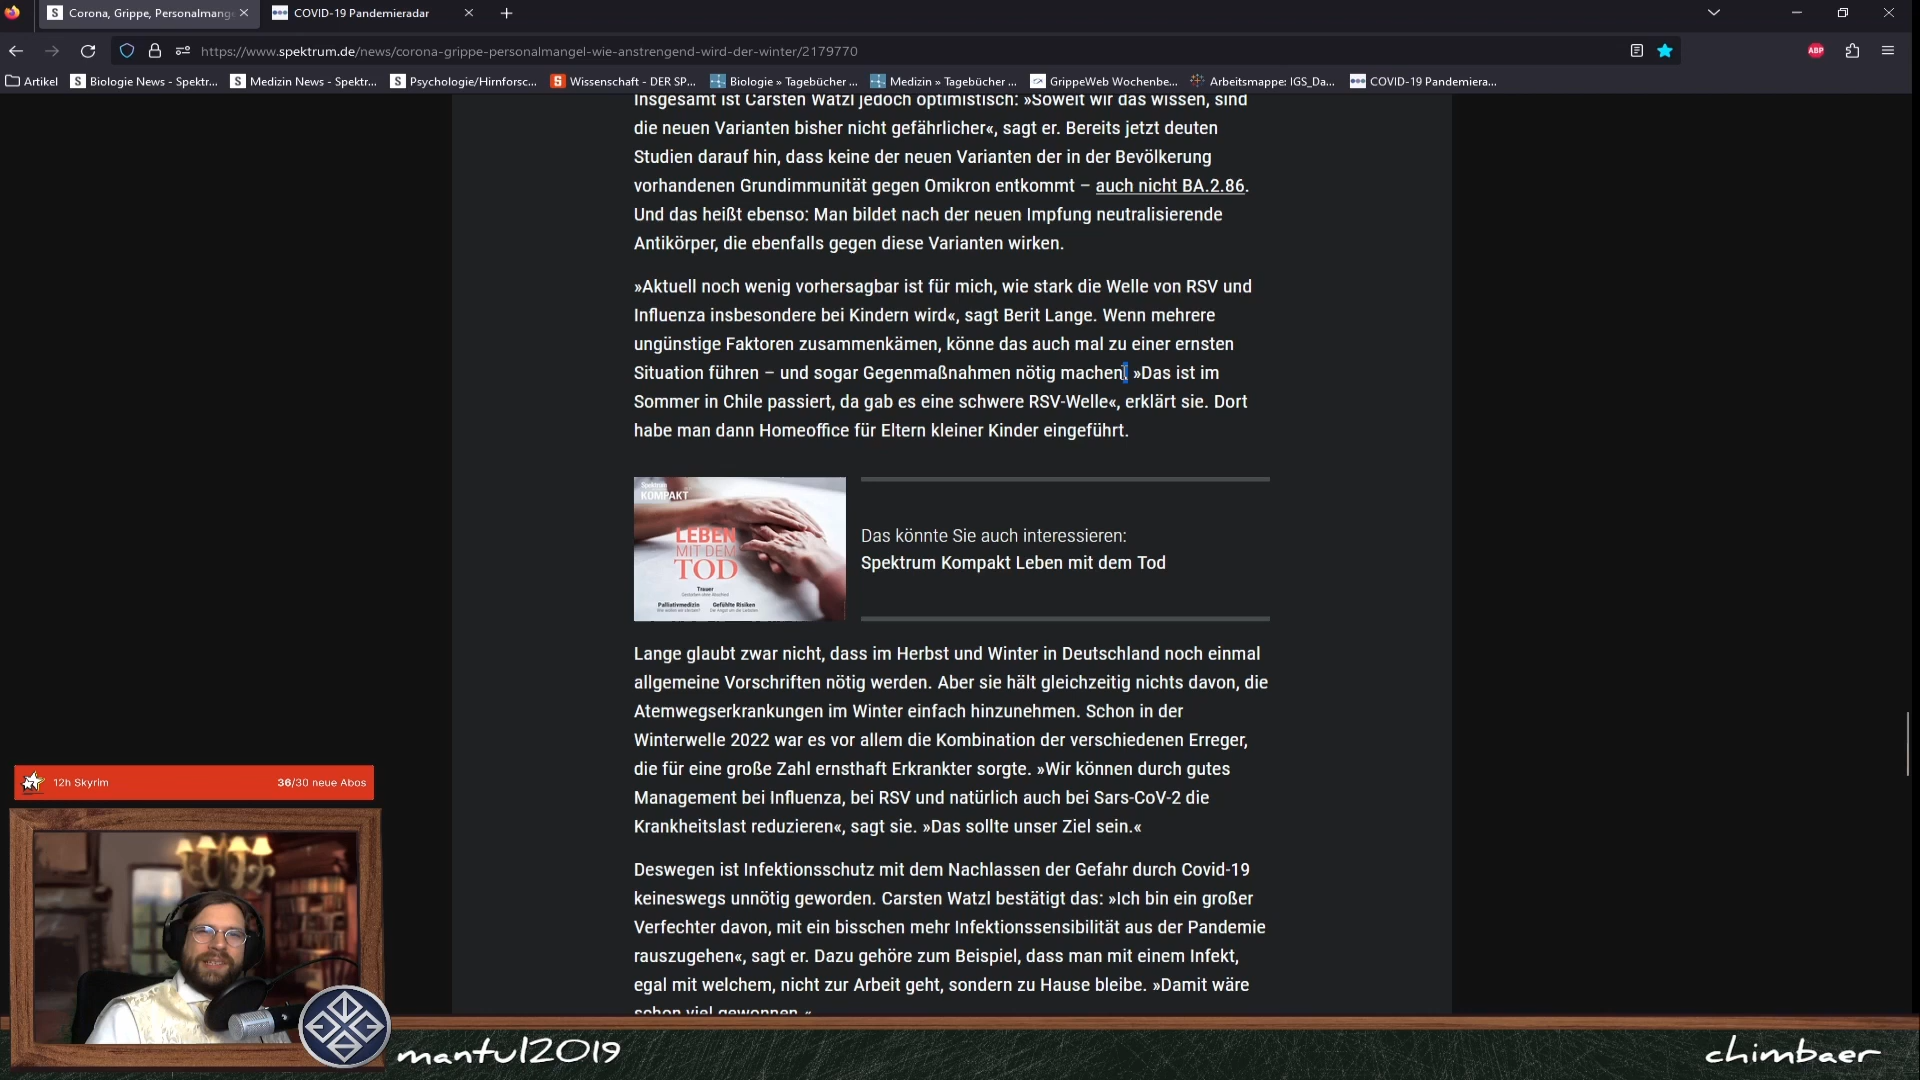 Corona, Grippe, Personalmange
COVID-19 Pandemieradar
https://www.spektrum.de/news/corona-grippe-personalmangel-wie-anstrengend-wird-der-winter/2179770
ABP
Artikel
Biologie News - Spektr...
Medizin News - Spektr...
Psychologie/Hirnforsc...
Wissenschaft - DER SP...
Biologie » Tagebücher ...
Medizin » Tagebücher ...
GrippeWeb Wochenbe...
Arbeitsmappe: IGS_Da...
COVID-19 Pandemiera...
Insgesamt ist Carsten Watzl jedoch optimistisch: »Soweit wir das wissen, sind
die neuen Varianten bisher nicht gefährlicher«, sagt er. Bereits jetzt deuten
Studien darauf hin, dass keine der neuen Varianten der in der Bevölkerung
vorhandenen Grundimmunität gegen Omikron entkommt – auch nicht BA.2.86.
Und das heißt ebenso: Man bildet nach der neuen Impfung neutralisierende
Antikörper, die ebenfalls gegen diese Varianten wirken.
»Aktuell noch wenig vorhersagbar ist für mich, wie stark die Welle von RSV und
Influenza insbesondere bei Kindern wird«, sagt Berit Lange. Wenn mehrere
ungünstige Faktoren zusammenkämen, könne das auch mal zu einer ernsten
Situation führen – und sogar Gegenmaßnahmen nötig machen. »Das ist im
Sommer in Chile passiert, da gab es eine schwere RSV-Welle«, erklärt sie. Dort
habe man dann Homeoffice für Eltern kleiner Kinder eingeführt.
Spektrum
KOMPAKT
LEBEN
MIT DEM
TOD
Trauer
Palliativmedizin
Gefühlte Risiken
Das könnte Sie auch interessieren:
Spektrum Kompakt Leben mit dem Tod
Lange glaubt zwar nicht, dass im Herbst und Winter in Deutschland noch einmal
allgemeine Vorschriften nötig werden. Aber sie hält gleichzeitig nichts davon, die
Atemwegserkrankungen im Winter einfach hinzunehmen. Schon in der
Winterwelle 2022 war es vor allem die Kombination der verschiedenen Erreger,
die für eine große Zahl ernsthaft Erkrankter sorgte. »Wir können durch gutes
Management bei Influenza, bei RSV und natürlich auch bei Sars-CoV-2 die
Krankheitslast reduzieren«, sagt sie. »Das sollte unser Ziel sein.«
Deswegen ist Infektionsschutz mit dem Nachlassen der Gefahr durch Covid-19
keineswegs unnötig geworden. Carsten Watzl bestätigt das: »Ich bin ein großer
Verfechter davon, mit ein bisschen mehr Infektionssensibilität aus der Pandemie
rauszugehen«, sagt er. Dazu gehöre zum Beispiel, dass man mit einem Infekt,
egal mit welchem, nicht zur Arbeit geht, sondern zu Hause bleibe. »Damit wäre
schon viel gewonnen.«
12h Skyrim
36/30 neue Abos
mantul2019
chimbaer